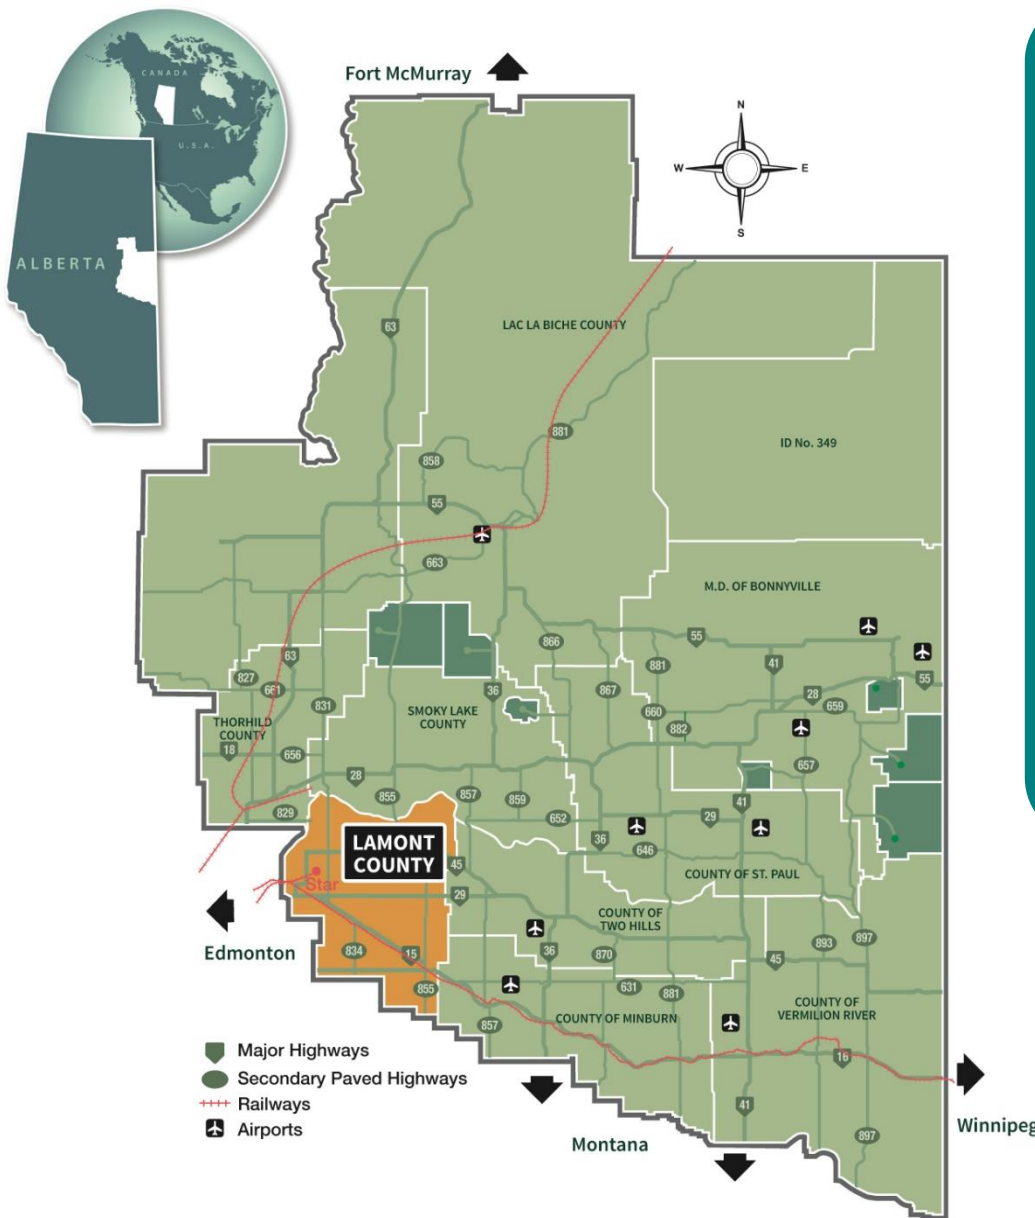 Fort McMurray
CANADA
U.S.A.
ALBERTA
N
W
E
S
63
LAC LA BICHE COUNTY
881
ID No. 349
858
55
663
M.D. OF BONNYVILLE
866
55
881
41
55
63
827
661
831
36
867
28
659
660
882
SMOKY LAKE
COUNTY
THORHILD
COUNTY
18
656
657
28
855
857
859
41
829
652
29
36
646
LAMONT
COUNTY
45
Star
29
COUNTY OF ST. PAUL
COUNTY OF
TWO HILLS
Edmonton
834
15
36
870
893
897
45
855
631
881
COUNTY OF
VERMILION RIVER
857
COUNTY OF MINBURN
16
Major Highways
Secondary Paved Highways
Railways
Airports
41
897
Montana
Winnipeg